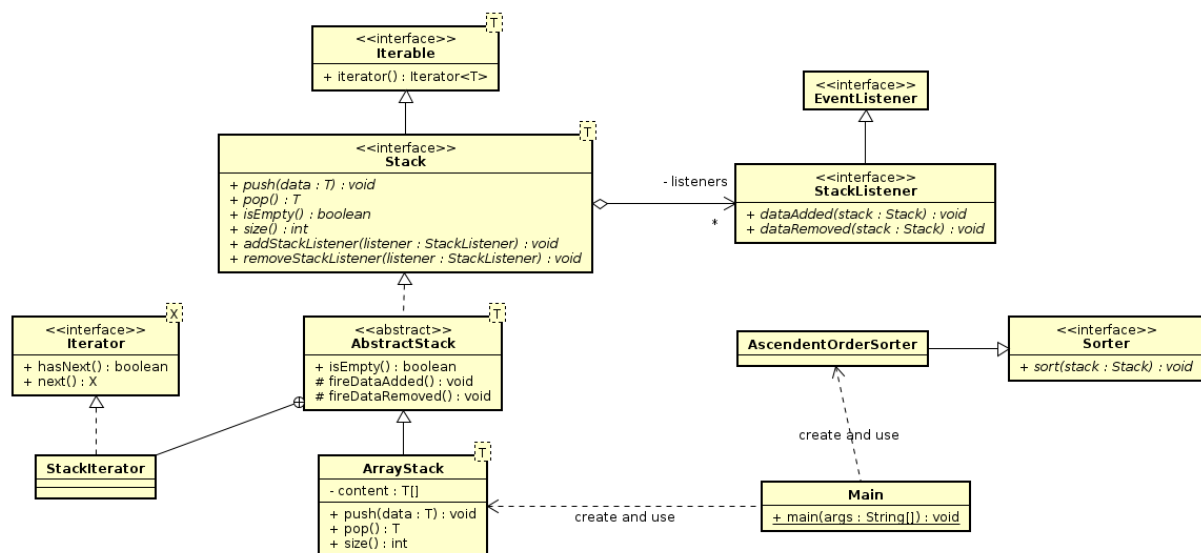 T
<<interface>>
Iterable
+ iterator() : Iterator<T>
<<interface>>
EventListener
T
<<interface>>
Stack
+ push(data : T) : void
+ pop() : T
+ isEmpty() : boolean
+ size() : int
+ addStackListener(listener : StackListener) : void
+ removeStackListener(listener : StackListener) : void
- listeners
*
<<interface>>
StackListener
+ dataAdded(stack : Stack) : void
+ dataRemoved(stack : Stack) : void
X
<<interface>>
Iterator
+ hasNext() : boolean
+ next() : X
T
<<abstract>>
AbstractStack
+ isEmpty() : boolean
# fireDataAdded() : void
# fireDataRemoved() : void
AscendentOrderSorter
<<interface>>
Sorter
+ sort(stack : Stack) : void
create and use
StackIterator
T
ArrayStack
- content : T[]
+ push(data : T) : void
+ pop() : T
+ size() : int
create and use
Main
+ main(args : String[]) : void